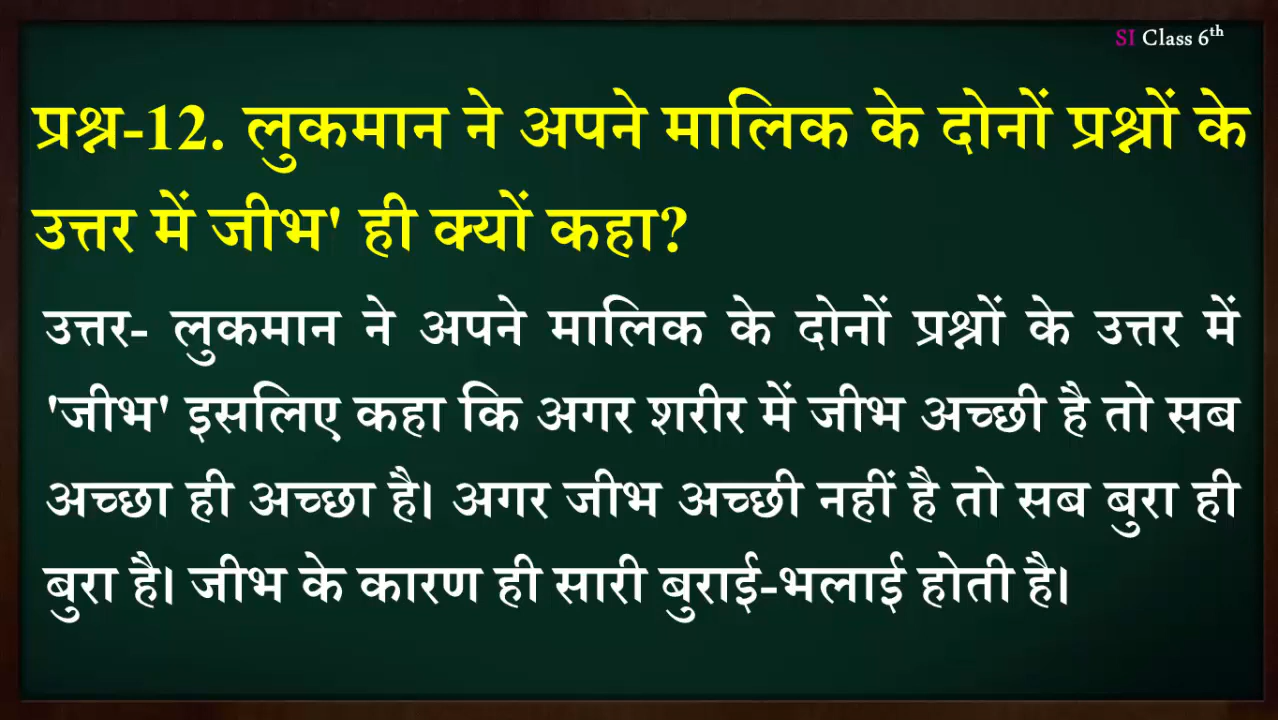 SI Class 6th
प्रश्न-12. लुकमान ने अपने मालिक के दोनों प्रश्नों के
उत्तर में जीभ' ही क्यों कहा?
उत्तर- लुकमान ने अपने मालिक के दोनों प्रश्नों के उत्तर में
'जीभ' इसलिए कहा कि अगर शरीर में जीभ अच्छी है तो सब
अच्छा ही अच्छा है। अगर जीभ अच्छी नहीं है तो सब बुरा ही
बुरा है। जीभ के कारण ही सारी बुराई-भलाई होती है।